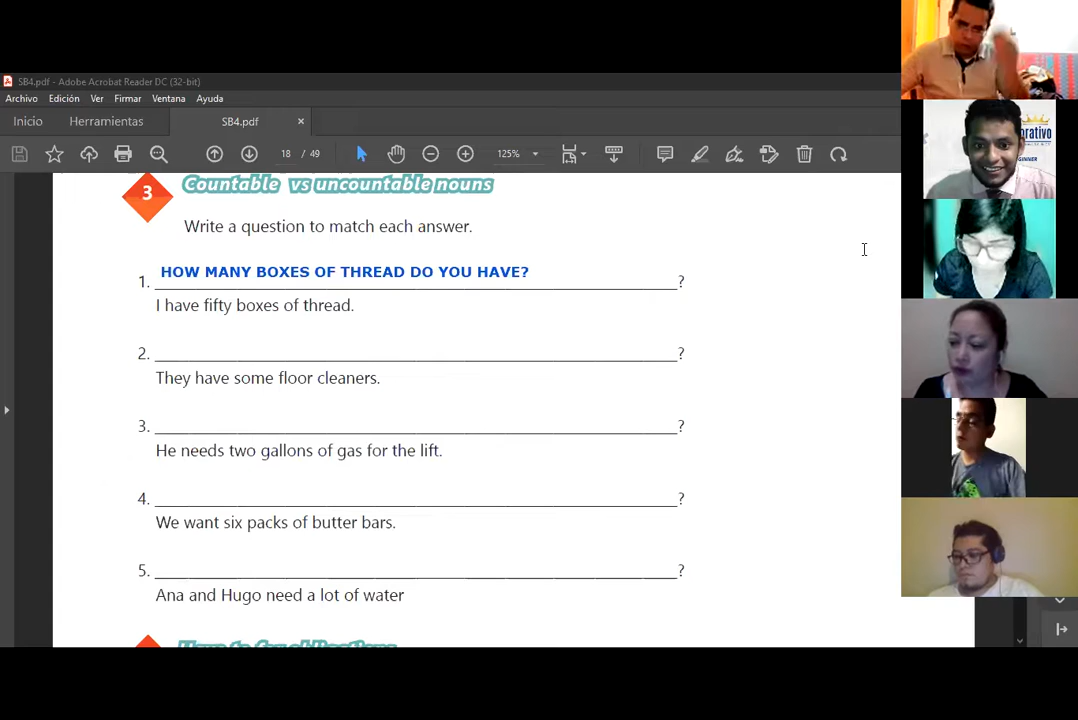 SB4.pdf - Adobe Acrobat Reader DC (32-bit)
Archivo Edición Ver Firmar Ventana Ayuda
Inicio Herramientas SB4.pdf ×
18 / 49 125%
3 Countable vs uncountable nouns
Write a question to match each answer.
HOW MANY BOXES OF THREAD DO YOU HAVE?
1. ?
I have fifty boxes of thread.
2. ?
They have some floor cleaners.
3. ?
He needs two gallons of gas for the lift.
4. ?
We want six packs of butter bars.
5. ?
Ana and Hugo need a lot of water